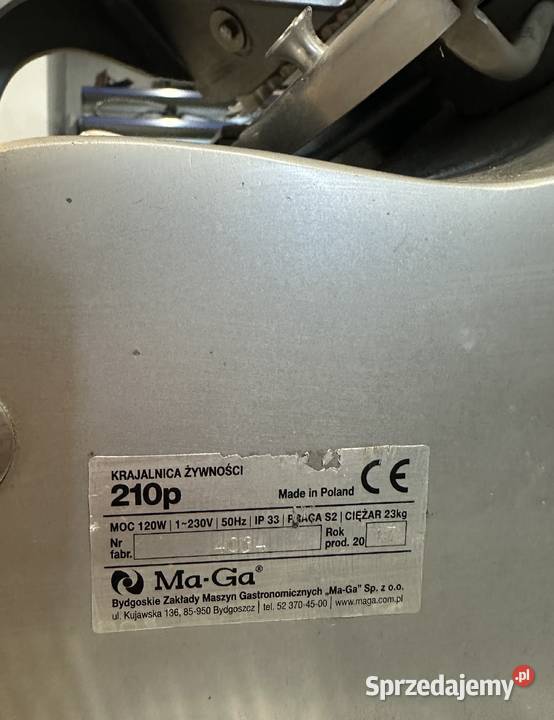 KRAJALNICA ŻYWNOŚCI
210p
Made in Poland CE
MOC 120W | 1~230V | 50Hz | IP 33 | S2 | CIĘŻAR 23kg
Nr fabr. Rok prod. 20
Ma-Ga®
Bydgoskie Zakłady Maszyn Gastronomicznych „Ma-Ga" Sp. z o.o.
ul. Kujawska 136, 85-950 Bydgoszcz | tel. 52 370-45-00 | www.maga.com.pl
Sprzedajemy.pl